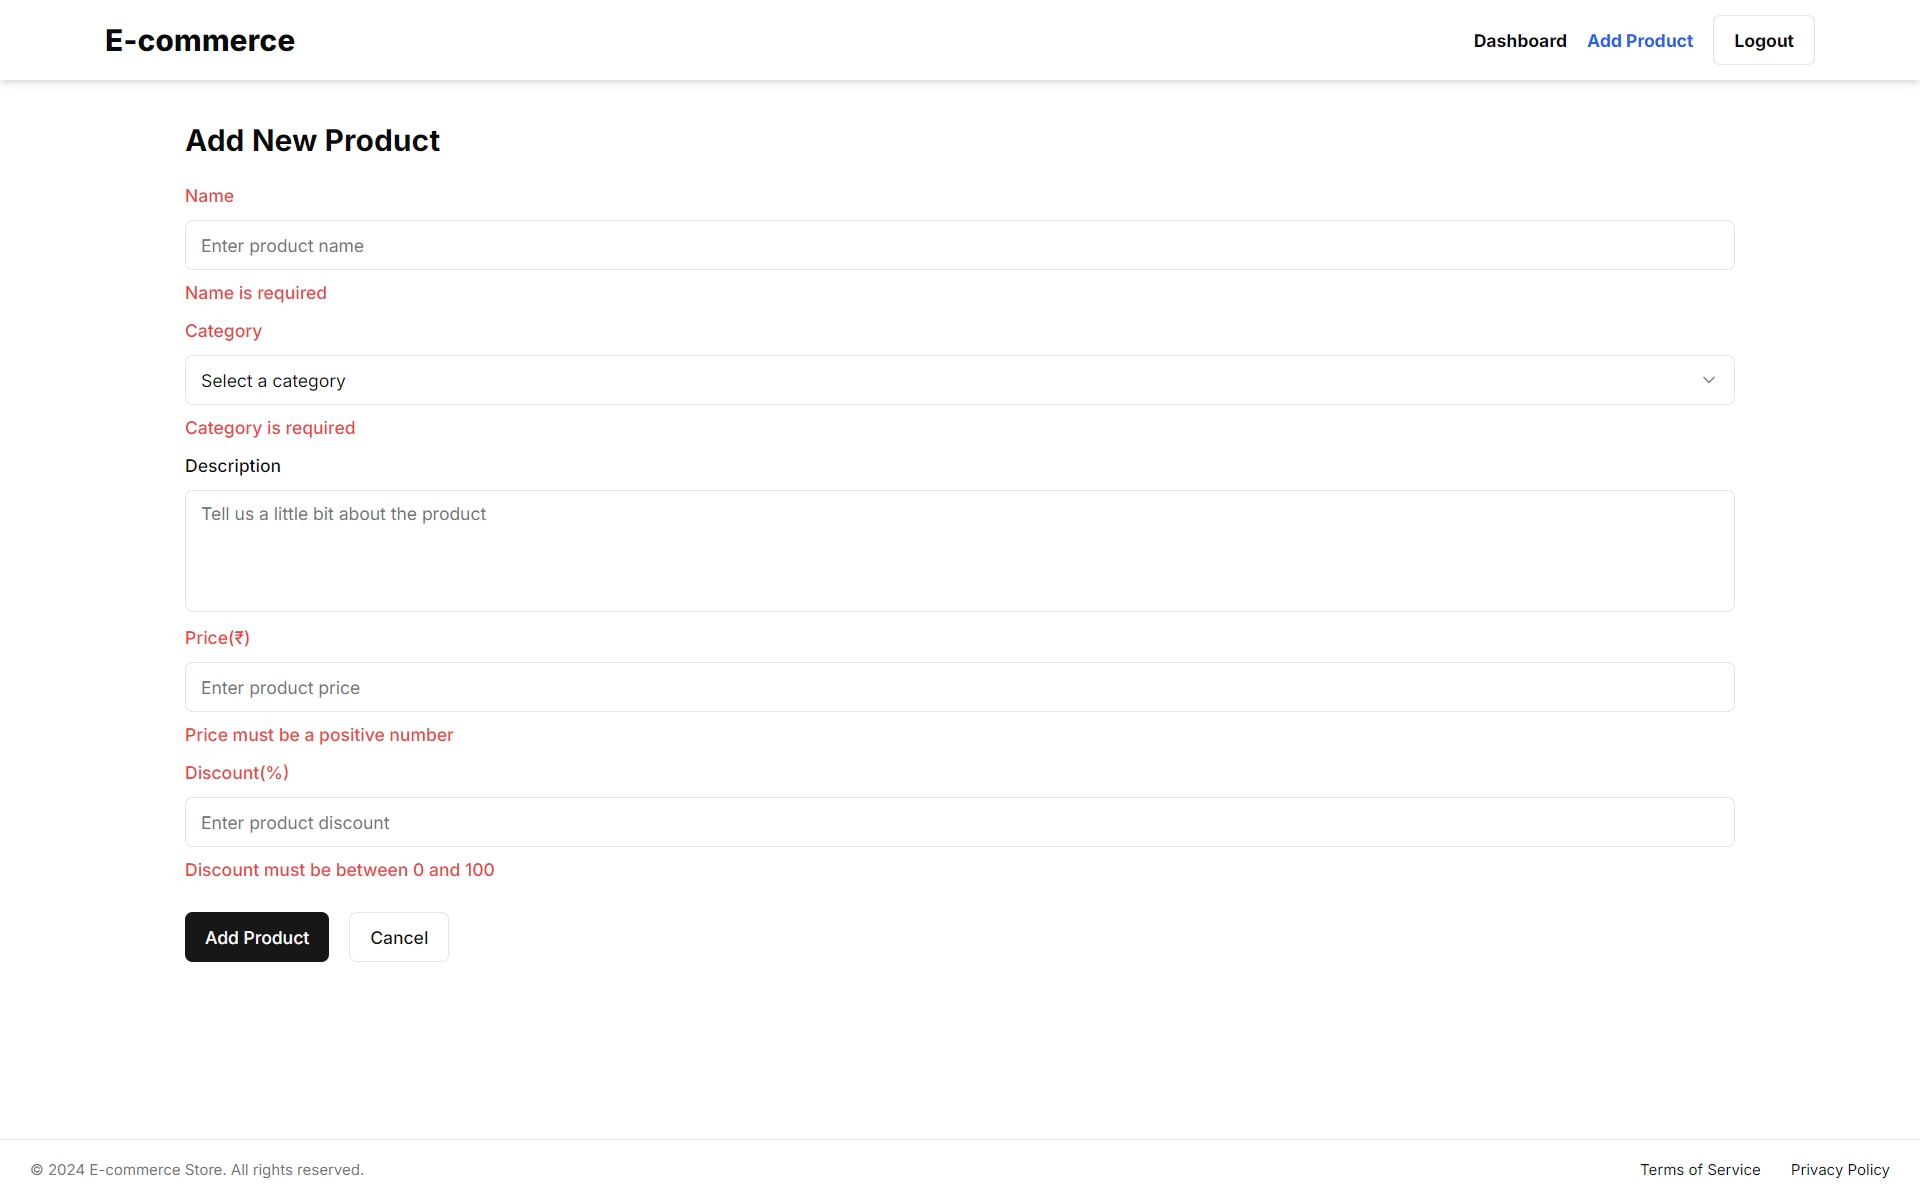 E-commerce
Dashboard Add Product Logout
Add New Product
Name
Enter product name
Name is required
Category
Select a category
Category is required
Description
Tell us a little bit about the product
Price(₹)
Enter product price
Price must be a positive number
Discount(%)
Enter product discount
Discount must be between 0 and 100
Add Product Cancel
© 2024 E-commerce Store. All rights reserved. Terms of Service Privacy Policy